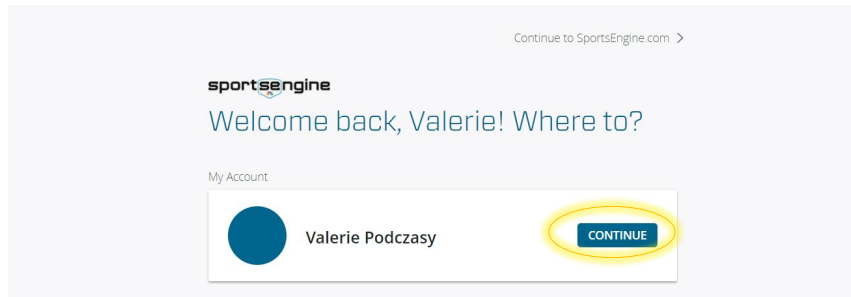 Continue to SportsEngine.com >
sportsengine
Welcome back, Valerie! Where to?
My Account
Valerie Podczasy
CONTINUE